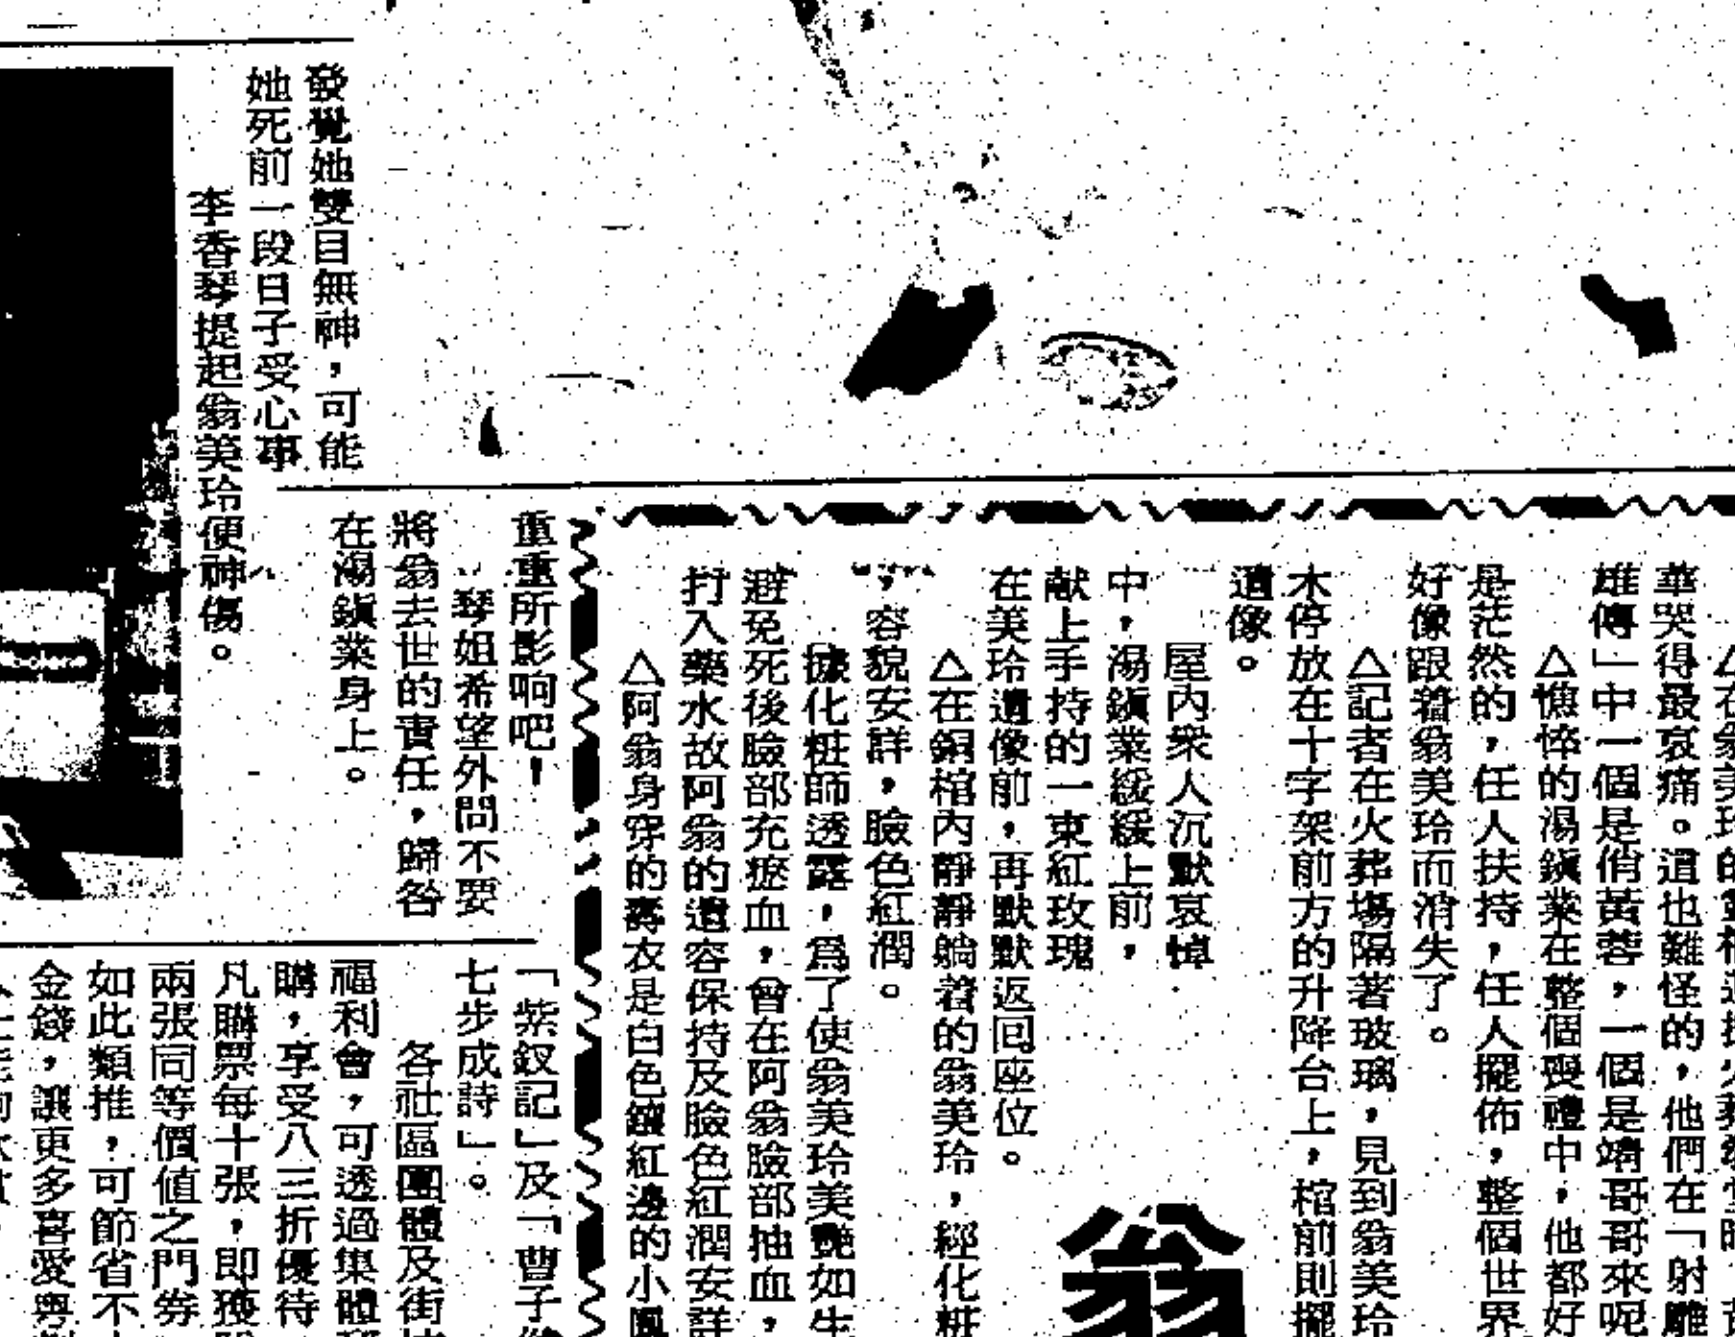 發覺她雙目無神，可能
她死前一段日子受心事
李香琴提起翁美玲便神傷。
重重所影响吧！
琴姐希望外間不要
將翁去世的責任，歸咎
在湯鎮業身上。
華哭得最哀痛。這也難怪的，他們在「射雕
雄傳」中一個是俏黃蓉，一個是靖哥哥來呢
△憔悴的湯鎮業在整個喪禮中，他都好
是茫然的，任人扶持，任人擺佈，整個世界
好像跟着翁美玲而消失了。
△記者在火葬場隔著玻璃，見到翁美玲
木停放在十字架前方的升降台上，棺前則擺
遺像。
屋內衆人沉默哀悼
中，湯鎮業緩緩上前，
献上手持的一束紅玫瑰
在美玲遺像前，再默默返回座位。
△在銅棺內靜靜躺着的翁美玲，經化粧
，容貌安詳，臉色紅潤。
據化粧師透露，爲了使翁美玲美艷如生
避免死後臉部充瘀血，曾在阿翁臉部抽血，
打入藥水故阿翁的遺容保持及臉色紅潤安詳
△阿翁身穿的壽衣是白色鑲紅邊的小鳳
翁
「紫釵記」及「曹子
七步成詩」。
各社區團體及街
福利會，可透過集體
購，享受八三折優待
凡購票每十張，即獲
兩張同等價值之門券
如此類推，可節省不
金錢，讓更多喜愛粵